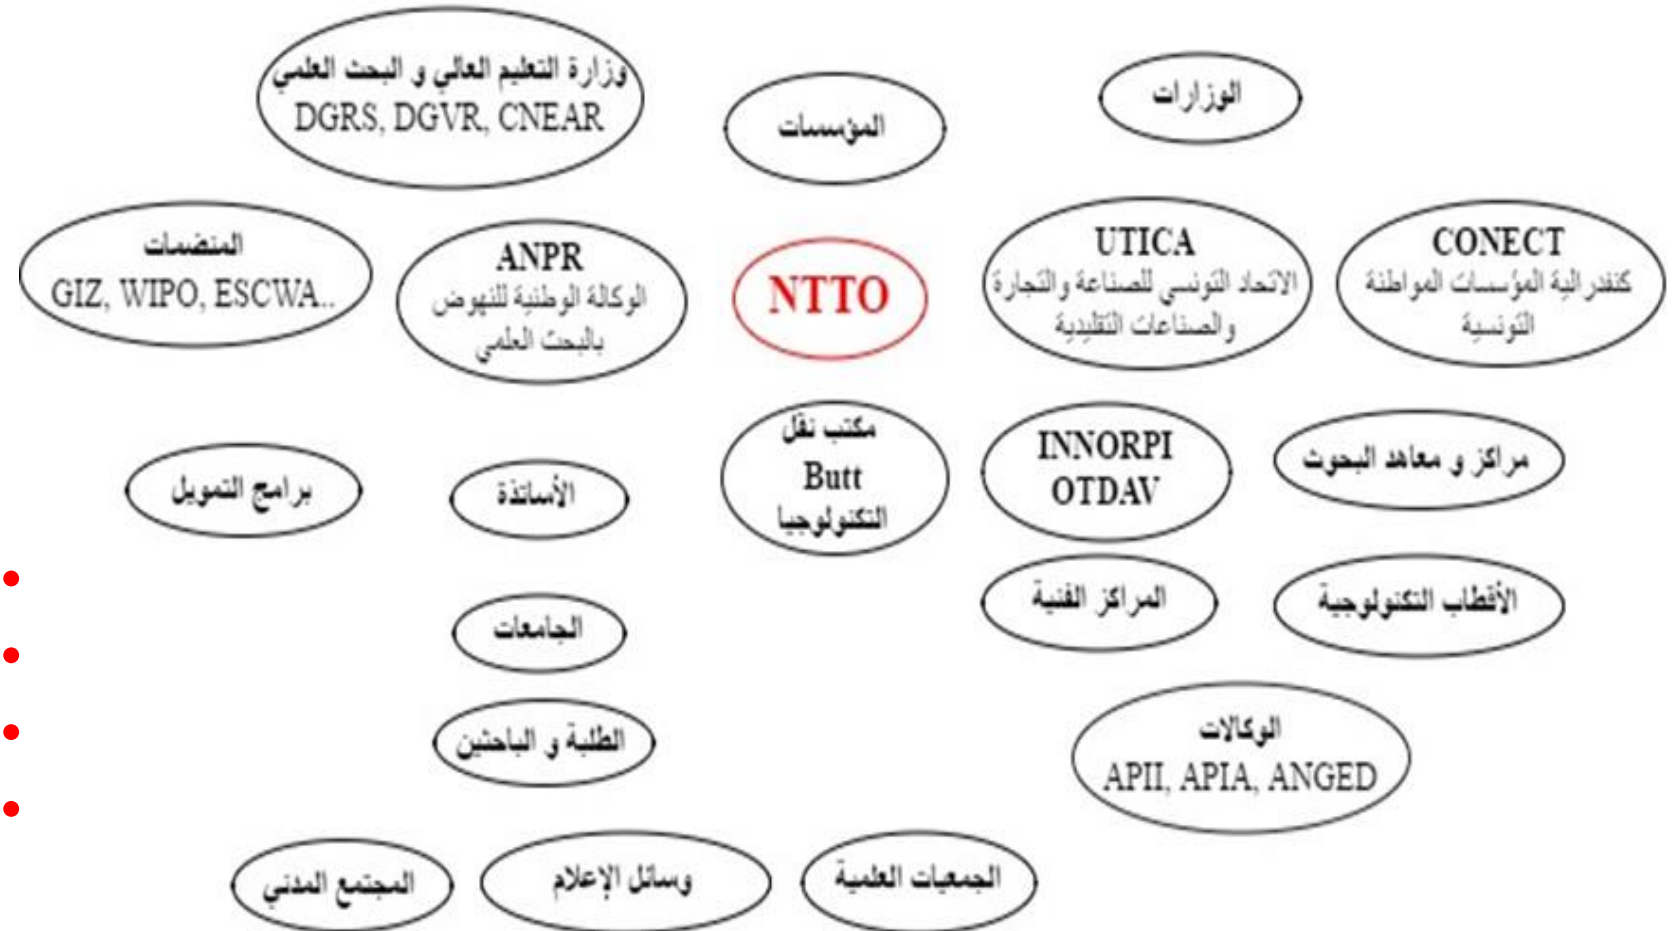 وزارة التعليم العالي و البحث العلمي
DGRS, DGVR, CNEAR
المؤسسات
الوزارات
المنضمات
GIZ, WIPO, ESCWA..
ANPR
الوكالة الوطنية للنهوض
بالبحث العلمي
NTTO
UTICA
الاتحاد التونسي للصناعة والتجارة
والصناعات التقليدية
CONECT
كنفدرالية المؤسسات المواطنة
التونسية
برامج التمويل
الأساتذة
مكتب نقل
Butt
التكنولوجيا
INNORPI
OTDAV
مراكز و معاهد البحوث
الجامعات
المراكز الفنية
الأقطاب التكنولوجية
الطلبة و الباحثين
الوكالات
APII, APIA, ANGED
المجتمع المدني
وسائل الإعلام
الجمعيات العلمية